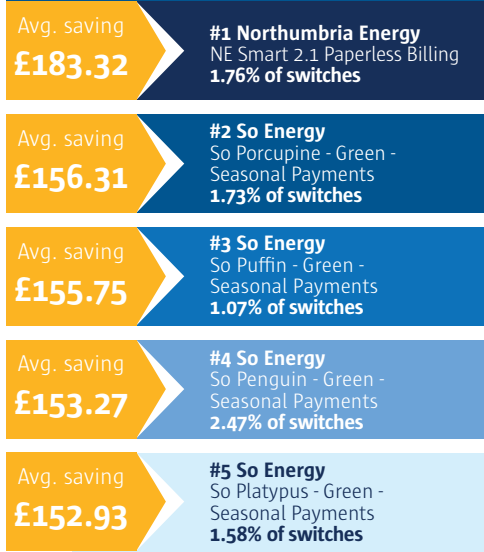 Avg. saving
£183.32
#1 Northumbria Energy
NE Smart 2.1 Paperless Billing
1.76% of switches
Avg. saving
£156.31
#2 So Energy
So Porcupine - Green -
Seasonal Payments
1.73% of switches
Avg. saving
£155.75
#3 So Energy
So Puffin - Green -
Seasonal Payments
1.07% of switches
Avg. saving
£153.27
#4 So Energy
So Penguin - Green -
Seasonal Payments
2.47% of switches
Avg. saving
£152.93
#5 So Energy
So Platypus - Green -
Seasonal Payments
1.58% of switches